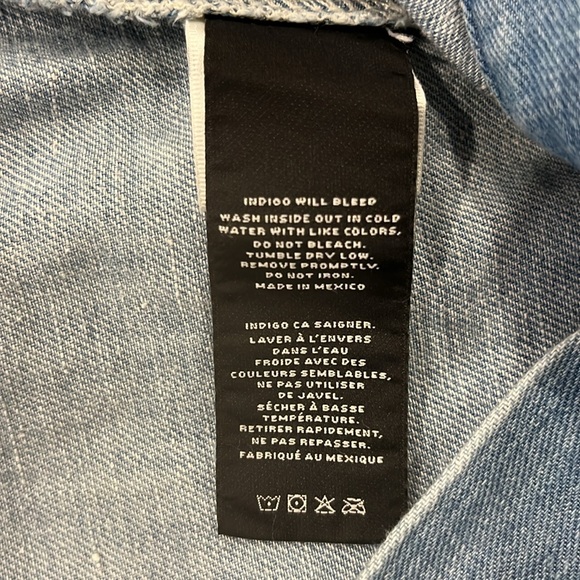 INDIGO WILL BLEED
WASH INSIDE OUT IN COLD
WATER WITH LIKE COLORS,
DO NOT BLEACH.
TUMBLE DRY LOW.
REMOVE PROMPTLY.
DO NOT IRON.
MADE IN MEXICO
INDIGO CA SAIGNER.
LAVER À L'ENVERS
DANS L'EAU
FROIDE AVEC DES
COULEURS SEMBLABLES,
NE PAS UTILISER
DE JAVEL.
SÉCHER À BASSE
TEMPÉRATURE.
RETIRER RAPIDEMENT,
NE PAS REPASSER.
FABRIQUÉ AU MEXIQUE